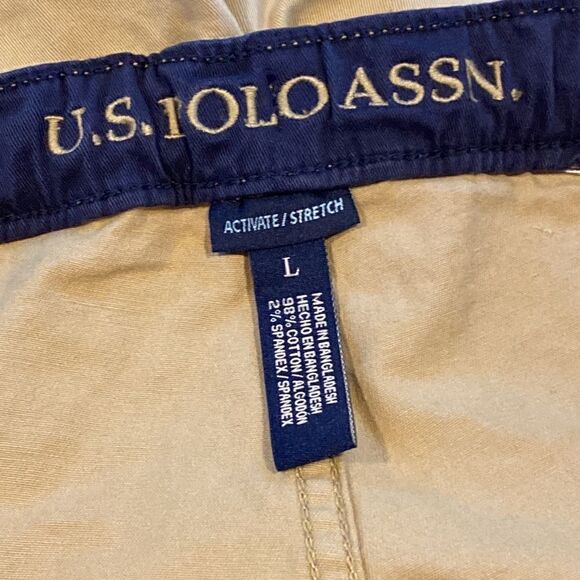 U.S. POLO ASSN.
ACTIVATE / STRETCH
L
MADE IN BANGLADESH
HECHO EN BANGLADESH
98% COTTON / ALGODON
2% SPANDEX / SPANDEX